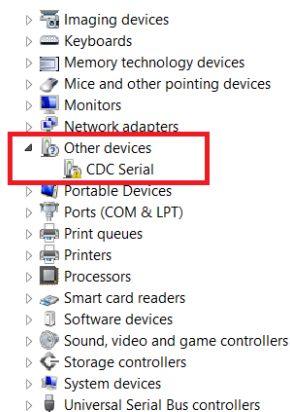 Imaging devices
Keyboards
Memory technology devices
Mice and other pointing devices
Monitors
Network adapters
Other devices
CDC Serial
Portable Devices
Ports (COM & LPT)
Print queues
Printers
Processors
Smart card readers
Software devices
Sound, video and game controllers
Storage controllers
System devices
Universal Serial Bus controllers